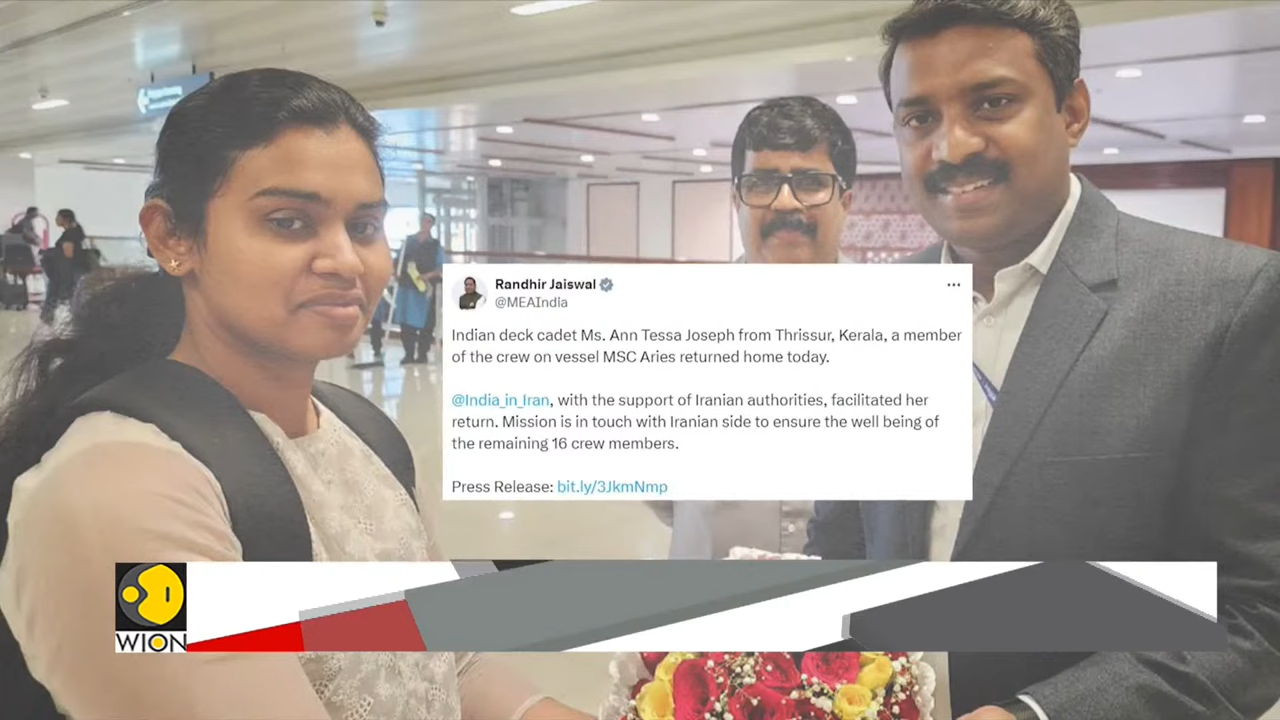 Randhir Jaiswal
@MEAIndia
Indian deck cadet Ms. Ann Tessa Joseph from Thrissur, Kerala, a member
of the crew on vessel MSC Aries returned home today.
@India_in_Iran, with the support of Iranian authorities, facilitated her
return. Mission is in touch with Iranian side to ensure the well being of
the remaining 16 crew members.
Press Release: bit.ly/3JkmNmp
WION